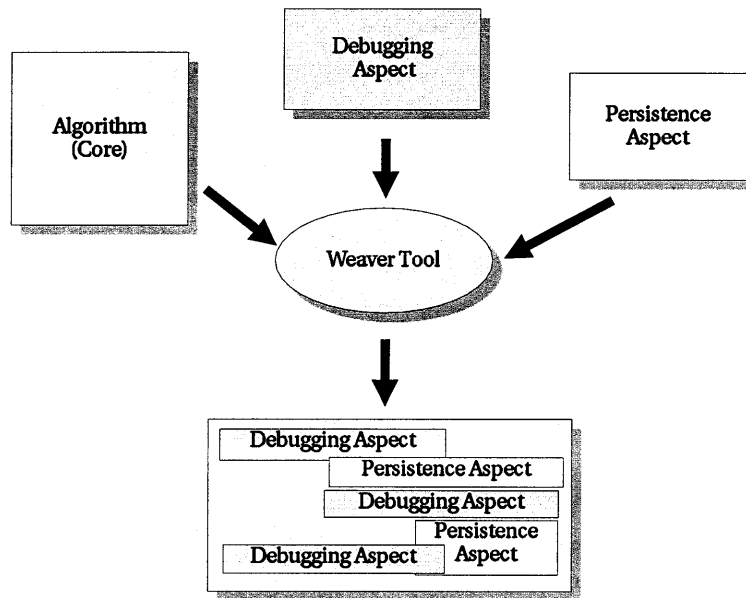 Debugging
Aspect
Algorithm
(Core)
Persistence
Aspect
Weaver Tool
Debugging Aspect
Persistence Aspect
Debugging Aspect
Persistence
Aspect
Debugging Aspect